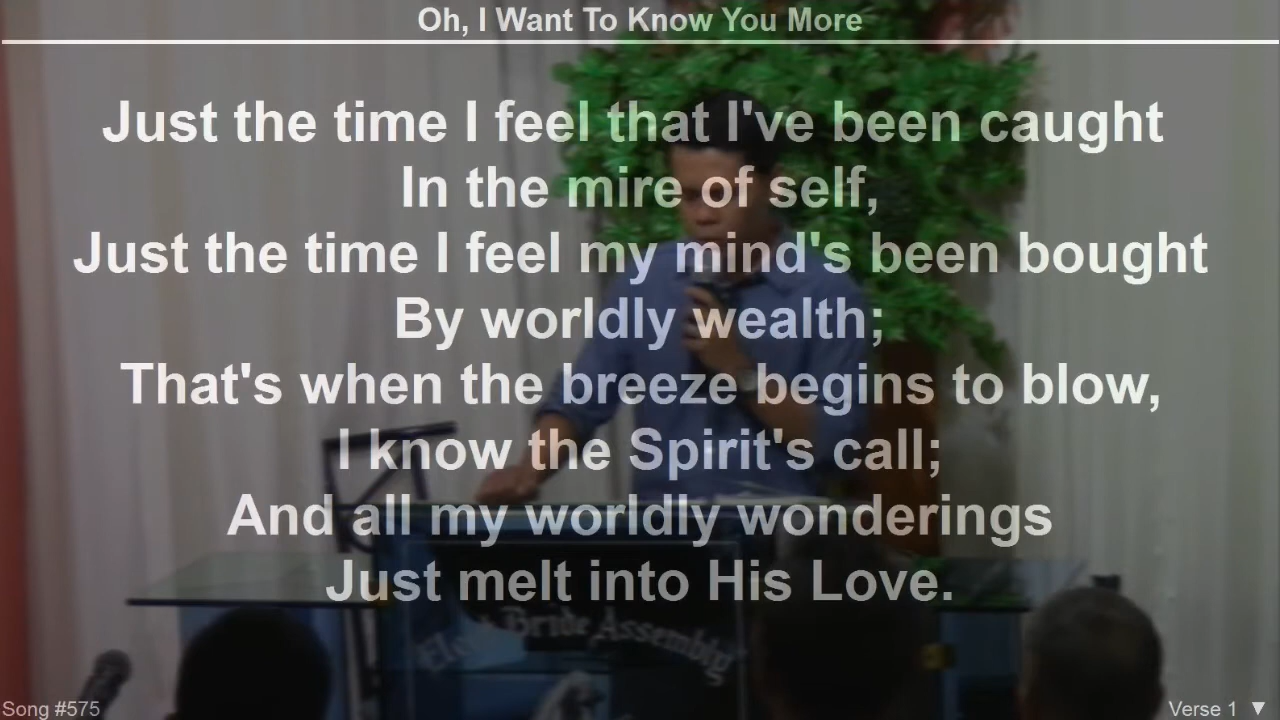 Oh, I Want To Know You More
Just the time I feel that I've been caught
In the mire of self,
Just the time I feel my mind's been bought
By worldly wealth;
That's when the breeze begins to blow,
I know the Spirit's call;
And all my worldly wonderings
Just melt into His Love.
Bride Assembly
Song #575
Verse 1 ▼